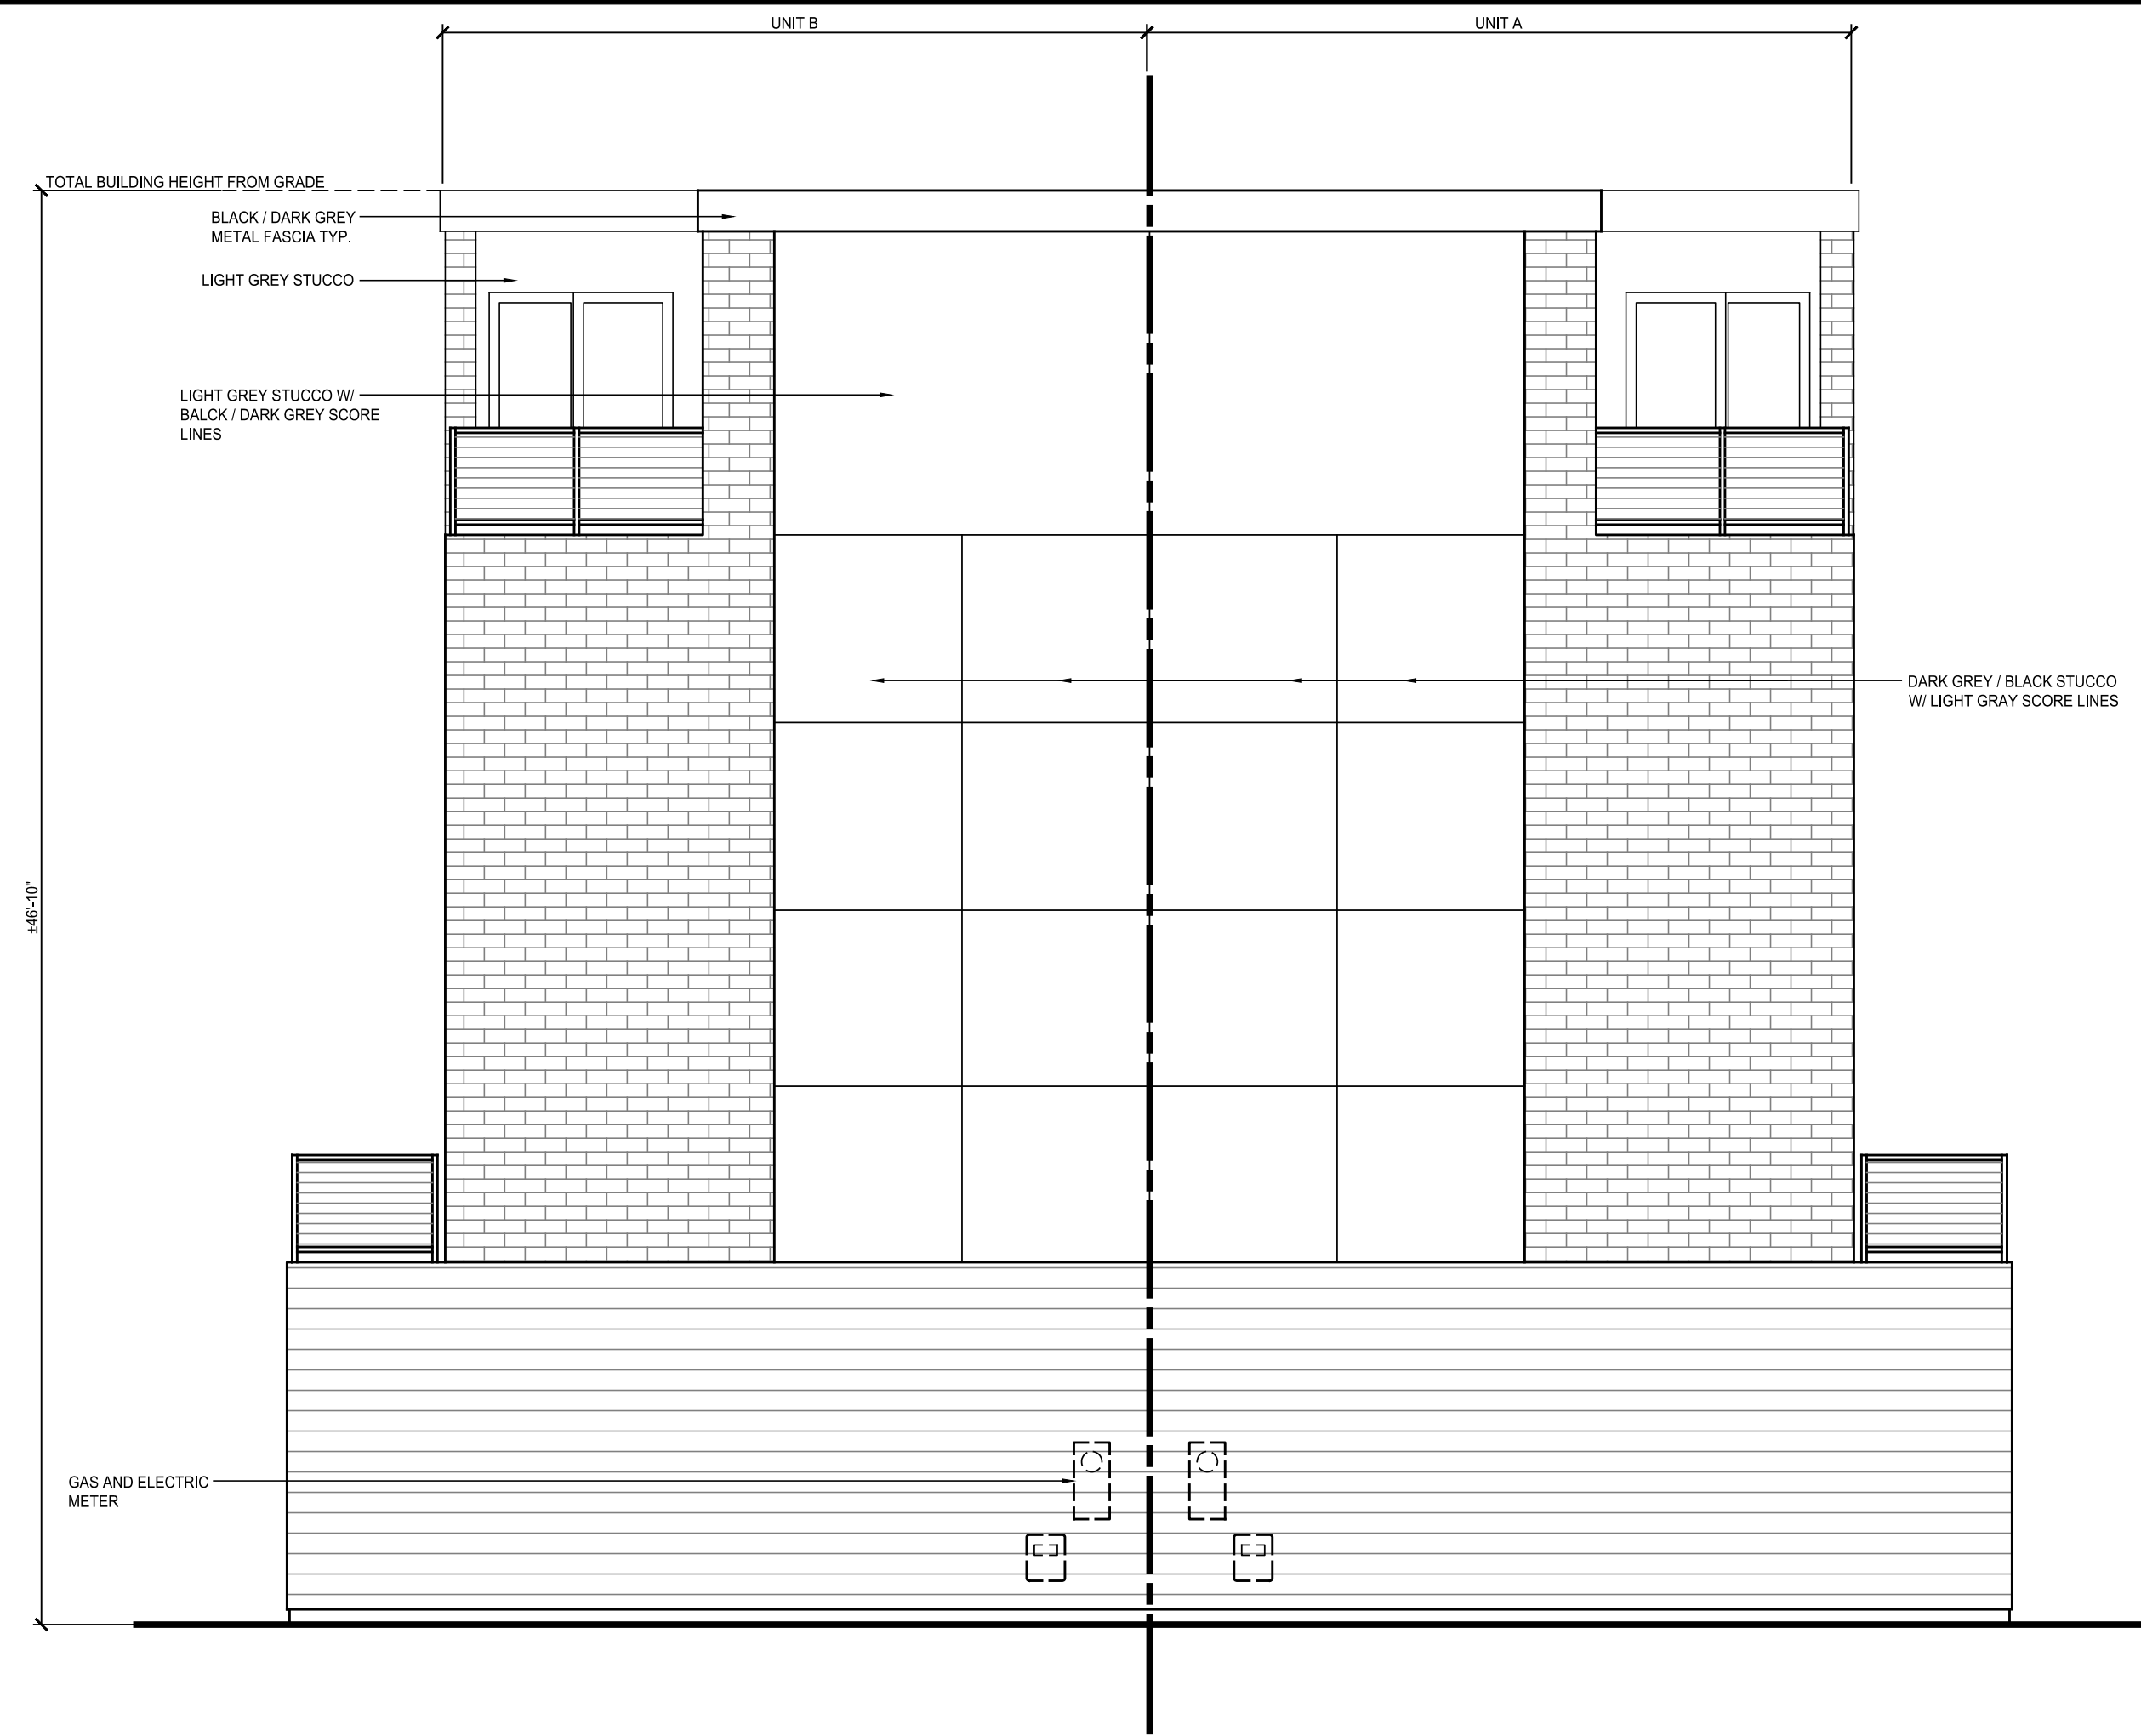 UNIT B
UNIT A
TOTAL BUILDING HEIGHT FROM GRADE
BLACK / DARK GREY
METAL FASCIA TYP.
LIGHT GREY STUCCO
LIGHT GREY STUCCO W/
BALCK / DARK GREY SCORE
LINES
DARK GREY / BLACK STUCCO
W/ LIGHT GRAY SCORE LINES
±46'-10"
GAS AND ELECTRIC
METER